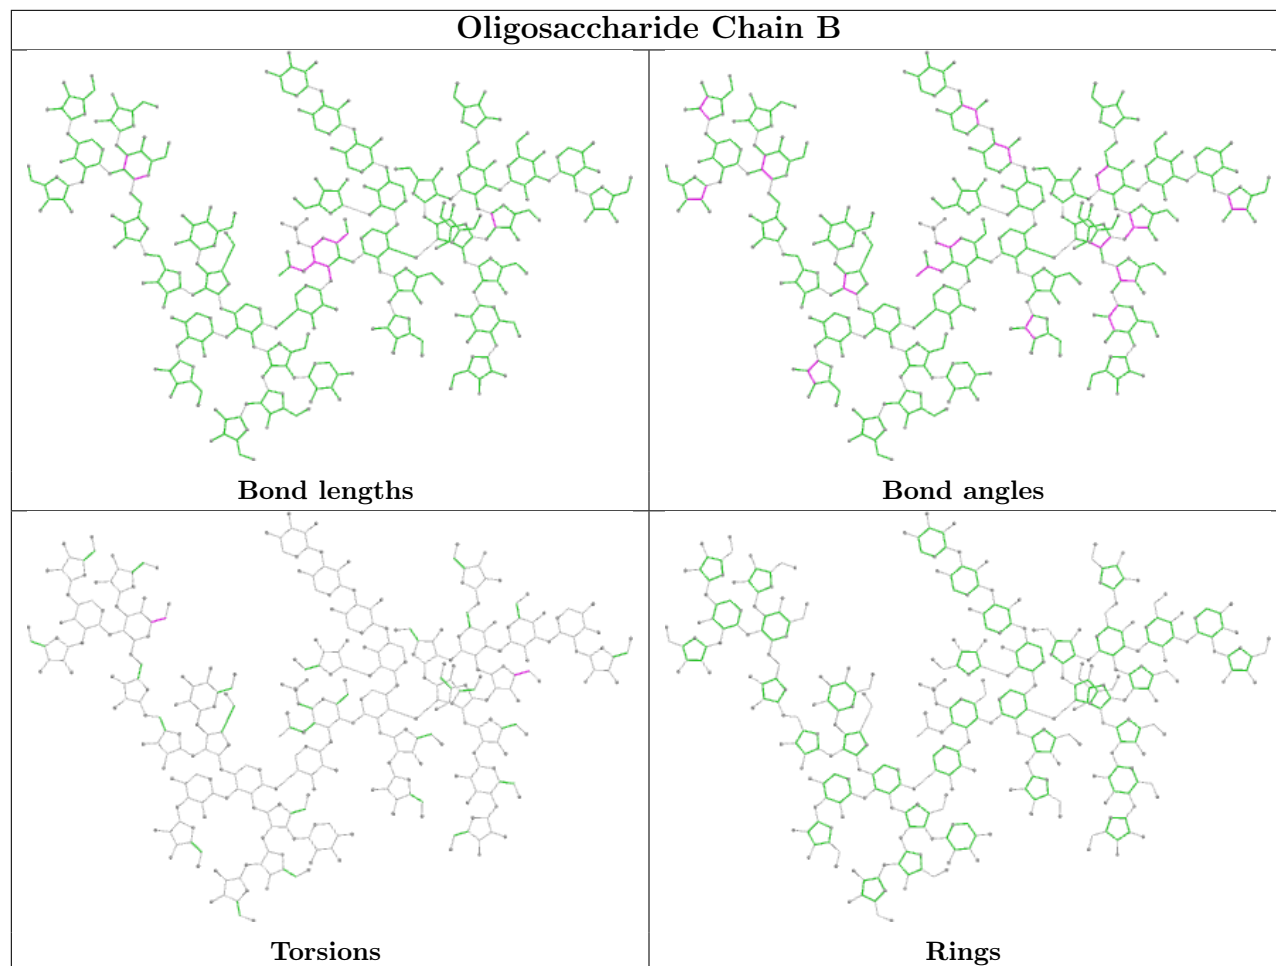 Oligosaccharide Chain B
Bond lengths
Bond angles
Torsions
Rings